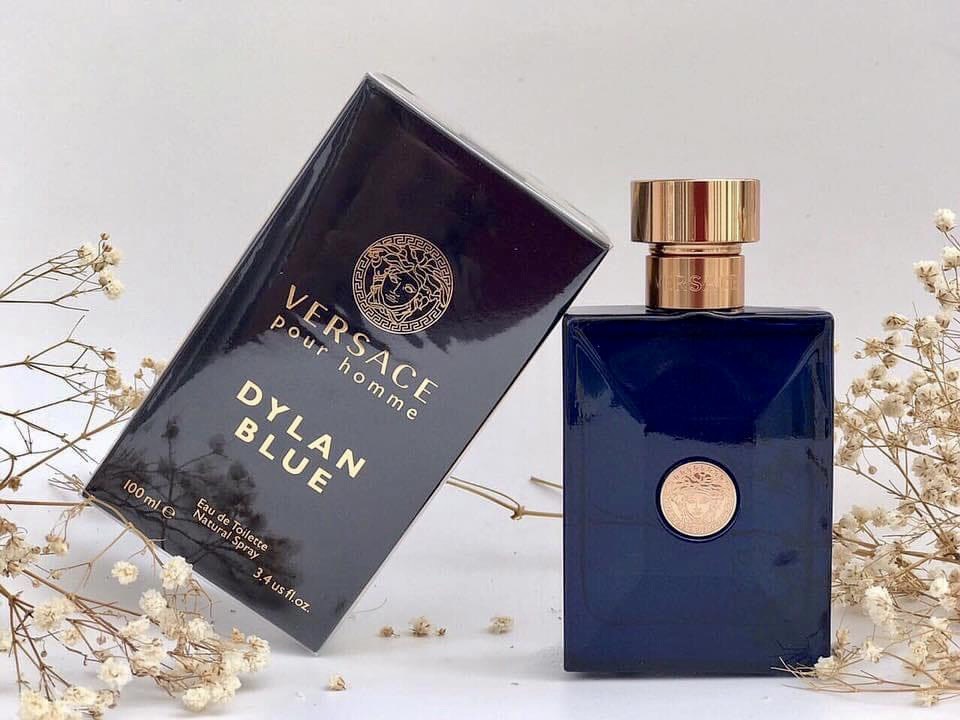 VERSACE
pour homme
DYLAN
BLUE
100 ml e
Eau de Toilette
Natural Spray
3.4 us fl.oz.
VERSACE